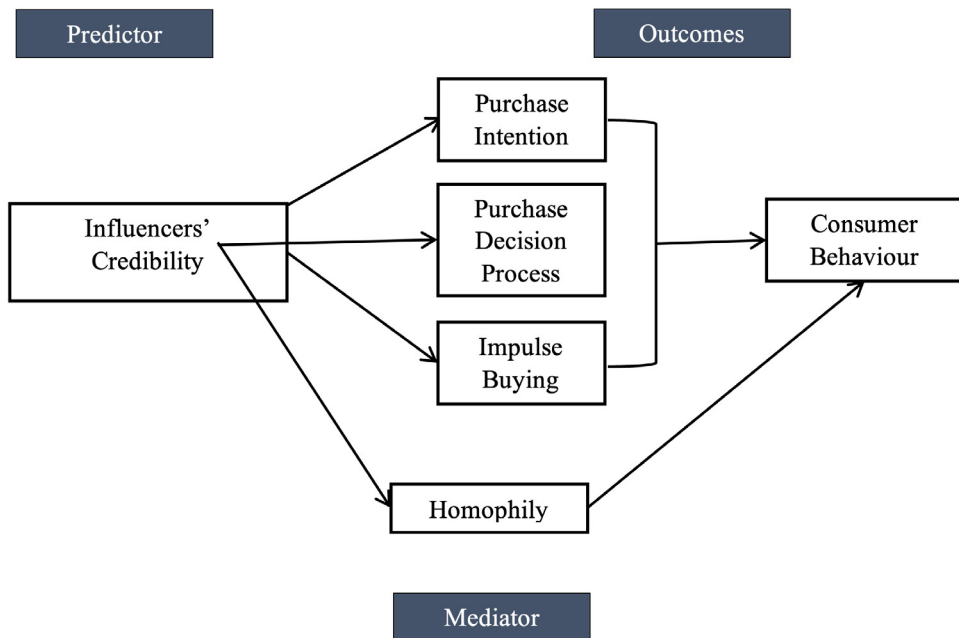 Predictor
Outcomes
Purchase
Intention
Influencers’
Credibility
Purchase
Decision
Process
Consumer
Behaviour
Impulse
Buying
Homophily
Mediator